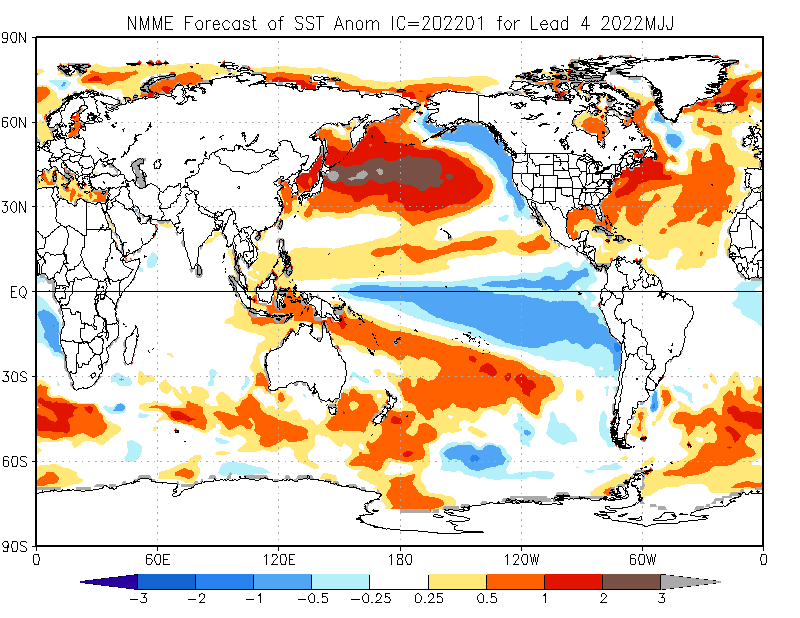 NMME Forecast of SST Anom IC=202201 for Lead 4 2022MJJ
90N
60N
30N
EQ
30S
60S
90S
0 60E 120E 180 120W 60W 0
-3 -2 -1 -0.5 -0.25 0.25 0.5 1 2 3